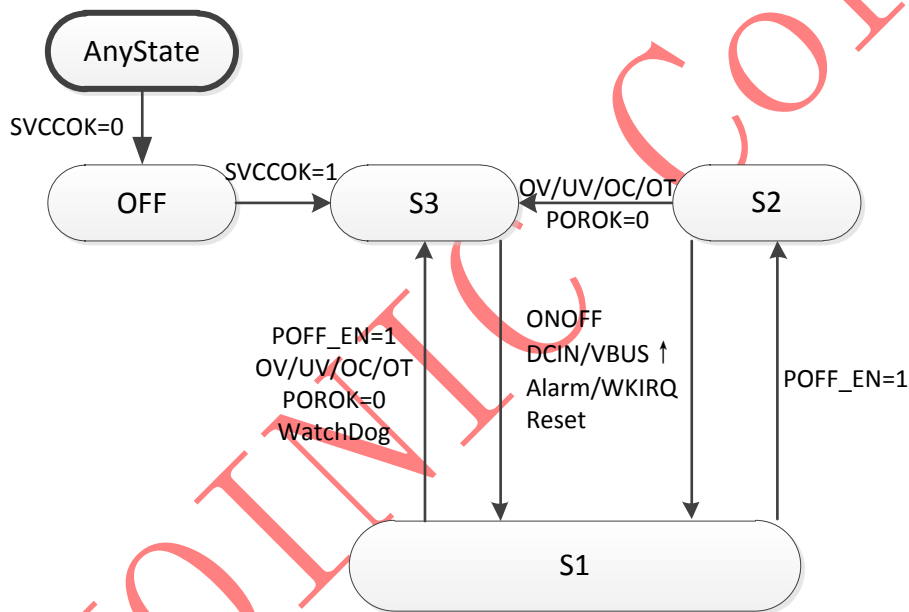 AnyState
SVCCOK=0
OFF
SVCCOK=1
S3
OV/UV/OC/OT
POROK=0
S2
POFF_EN=1
OV/UV/OC/OT
POROK=0
WatchDog
ONOFF
DCIN/VBUS ↑
Alarm/WKIRQ
Reset
POFF_EN=1
S1